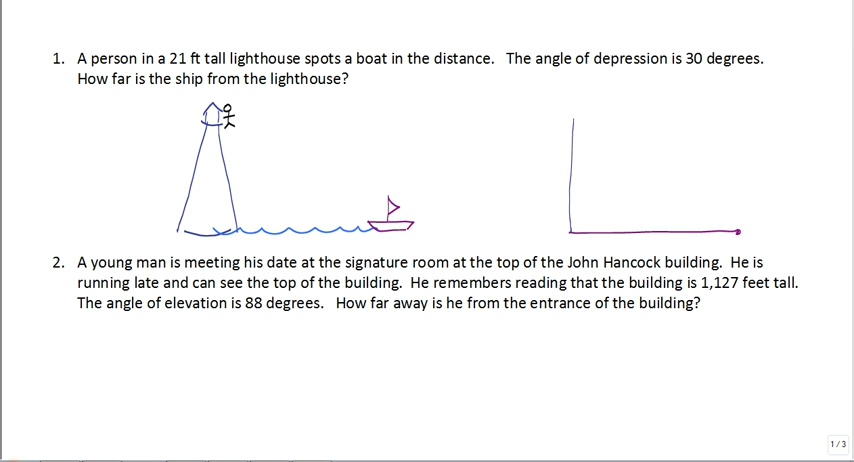 1. A person in a 21 ft tall lighthouse spots a boat in the distance. The angle of depression is 30 degrees.
How far is the ship from the lighthouse?
2. A young man is meeting his date at the signature room at the top of the John Hancock building. He is
running late and can see the top of the building. He remembers reading that the building is 1,127 feet tall.
The angle of elevation is 88 degrees. How far away is he from the entrance of the building?
1 / 3